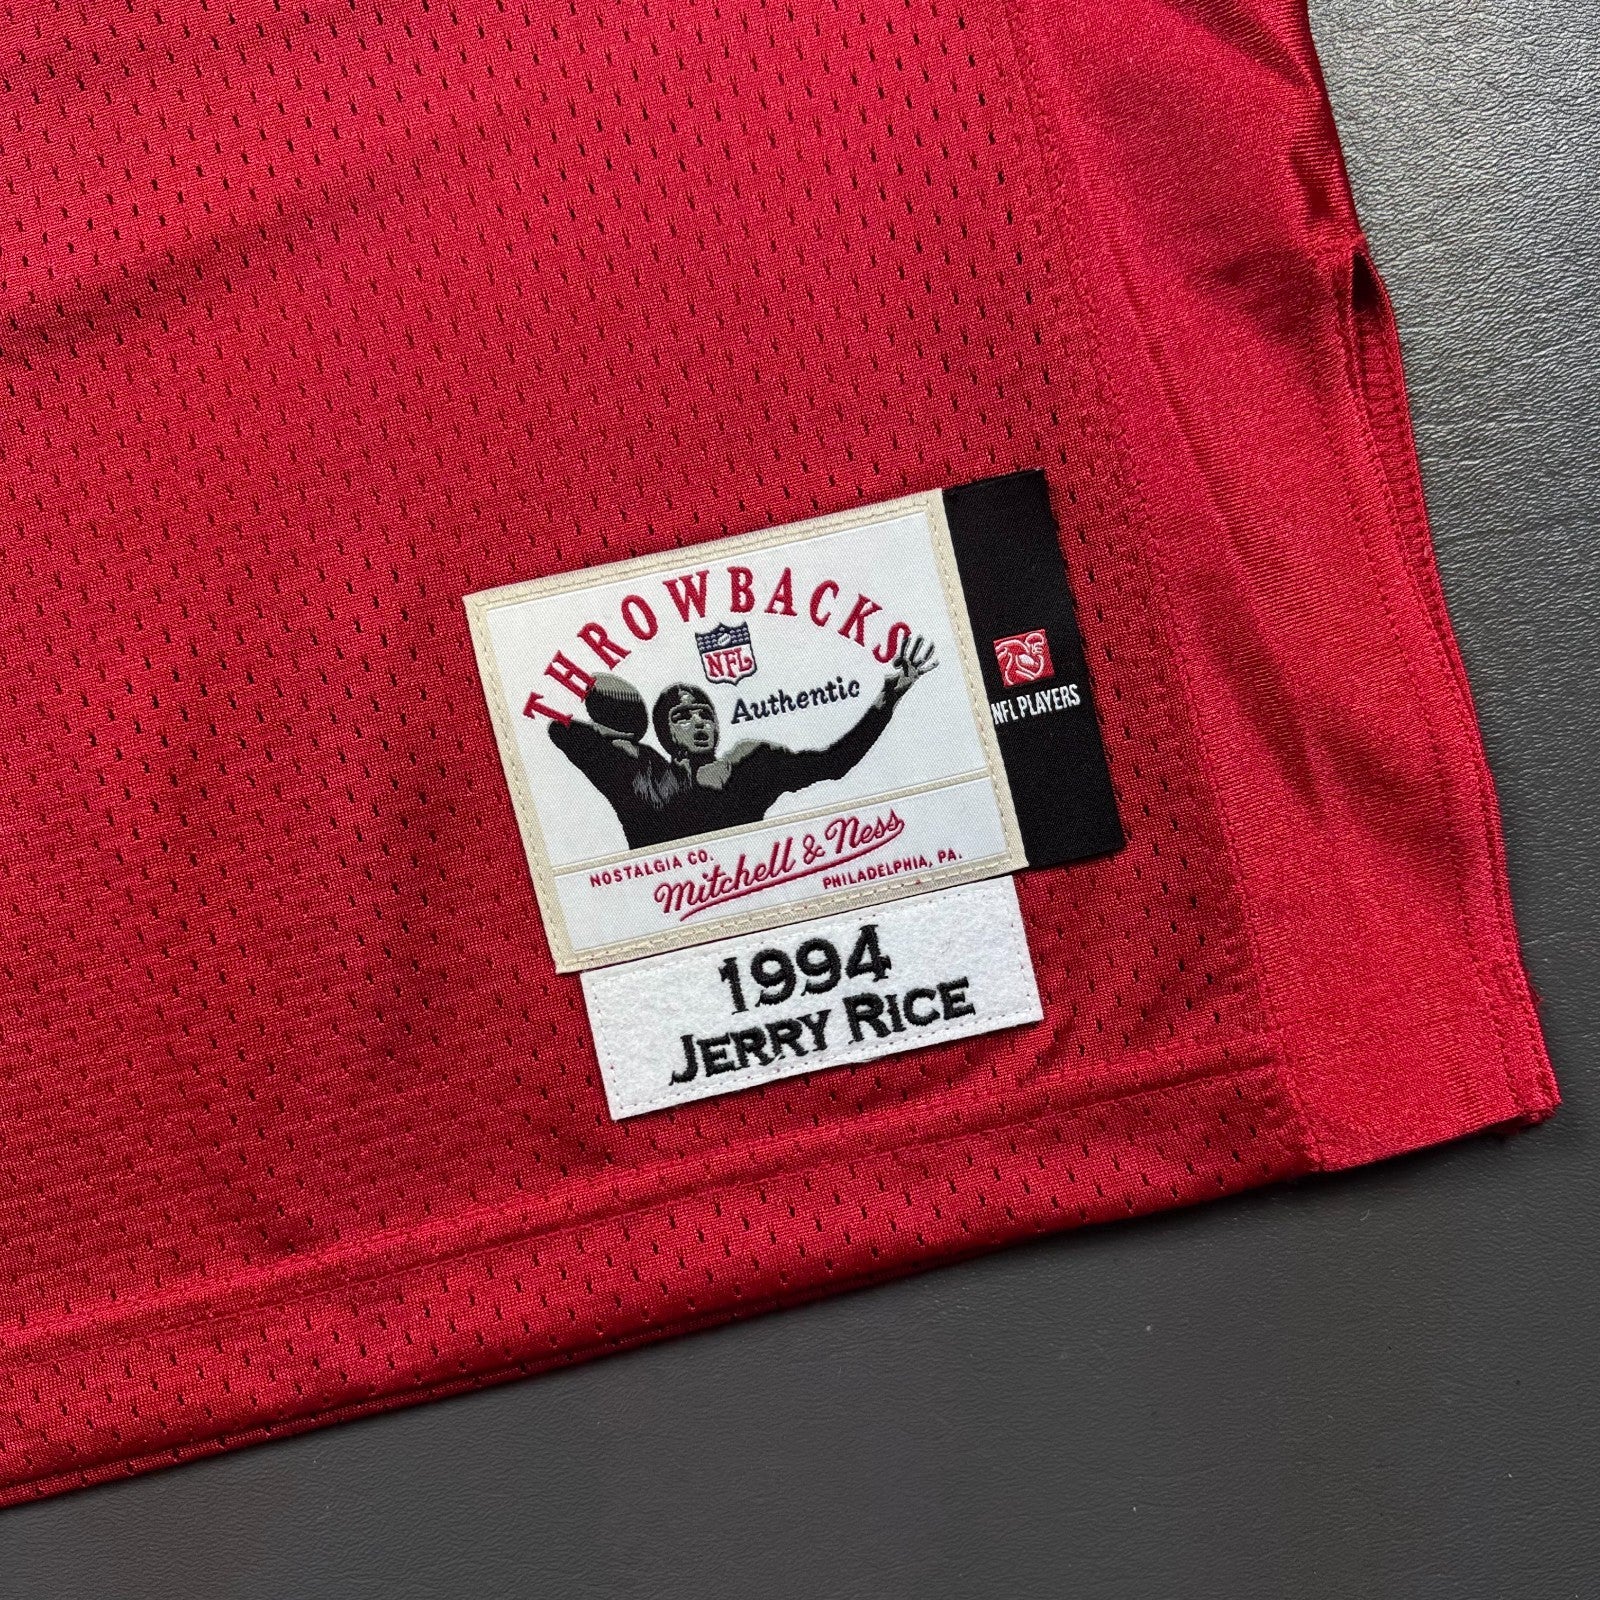 THROWBACKS
NFL
Authentic
NFL PLAYERS
NOSTALGIA CO.
Mitchell & Ness
PHILADELPHIA, PA.
1994
JERRY RICE